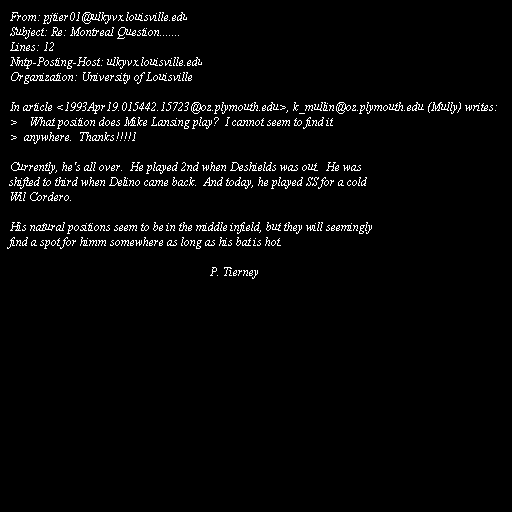 From: pjtier01@ulkyvx.louisville.edu
Subject: Re: Montreal Question.......
Lines: 12
Nntp-Posting-Host: ulkyvx.louisville.edu
Organization: University of Louisville

In article <1993Apr19.015442.15723@oz.plymouth.edu>, k_mullin@oz.plymouth.edu (Mully) writes:
>    What position does Mike Lansing play?  I cannot seem to find it
>  anywhere.  Thanks!!!!1

Currently, he's all over.  He played 2nd when Deshields was out.  He was
shifted to third when Delino came back.  And today, he played SS for a cold
Wil Cordero.

His natural positions seem to be in the middle infield, but they will seemingly
find a spot for himm somewhere as long as his bat is hot.

P. Tierney